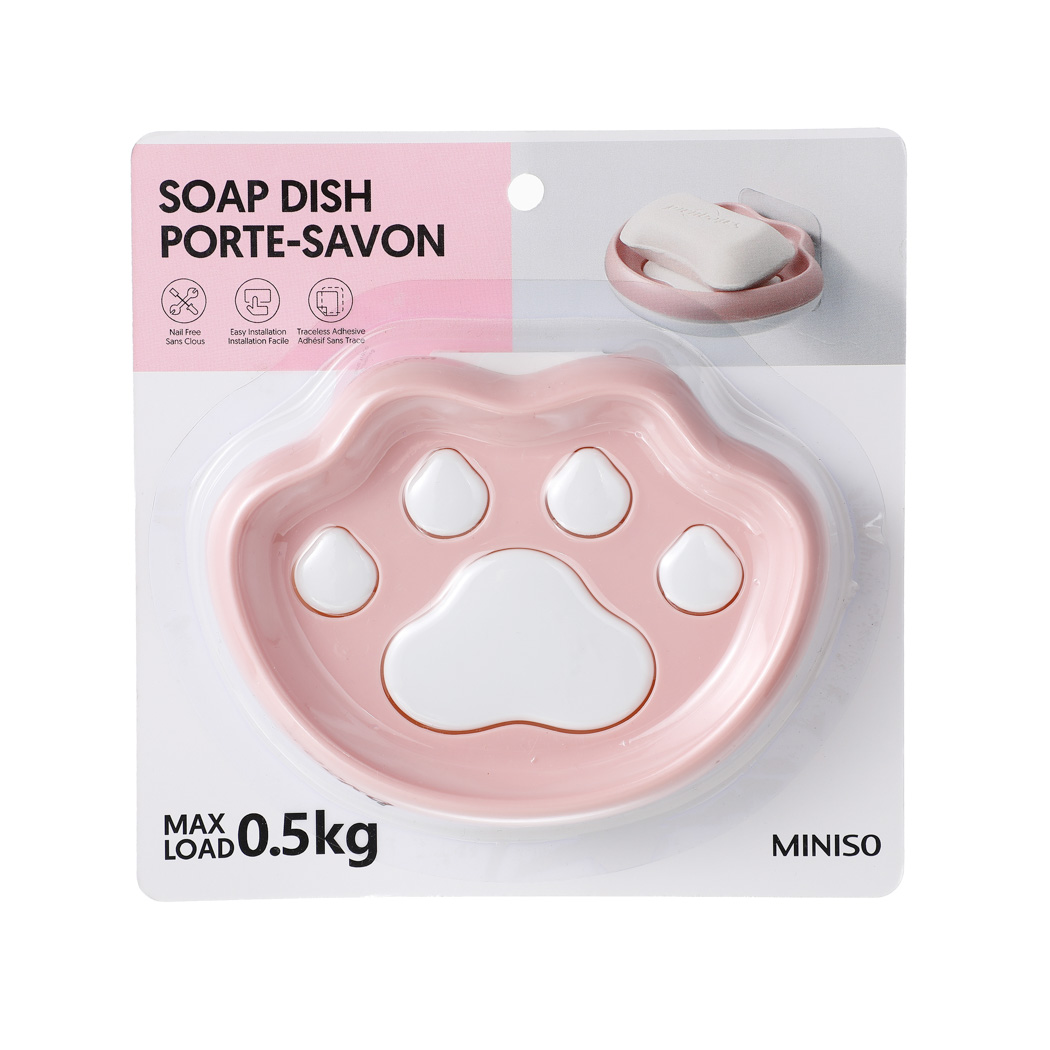 SOAP DISH
PORTE-SAVON
Nail Free
Sans Clous
Easy Installation
Installation Facile
Traceless Adhesive
Adhésif Sans Trace
MAX
LOAD 0.5kg
MINISO